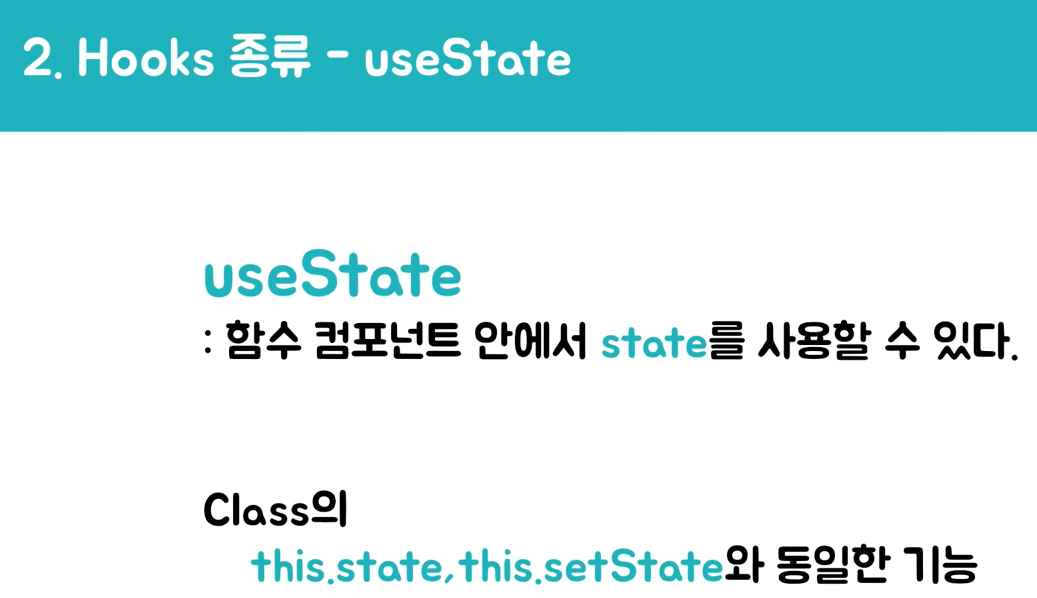 2. Hooks 종류 - useState
useState
: 함수 컴포넌트 안에서 state를 사용할 수 있다.
Class의
this.state,this.setState와 동일한 기능